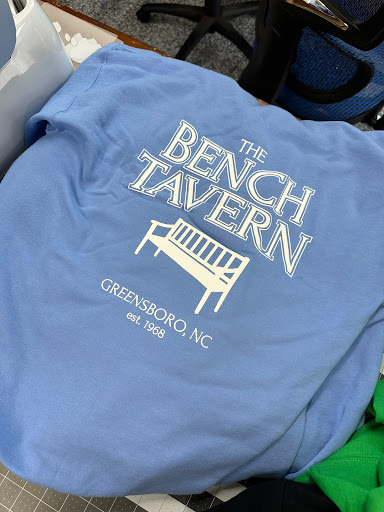 THE
BENCH
TAVERN
GREENSBORO, NC
est. 1968